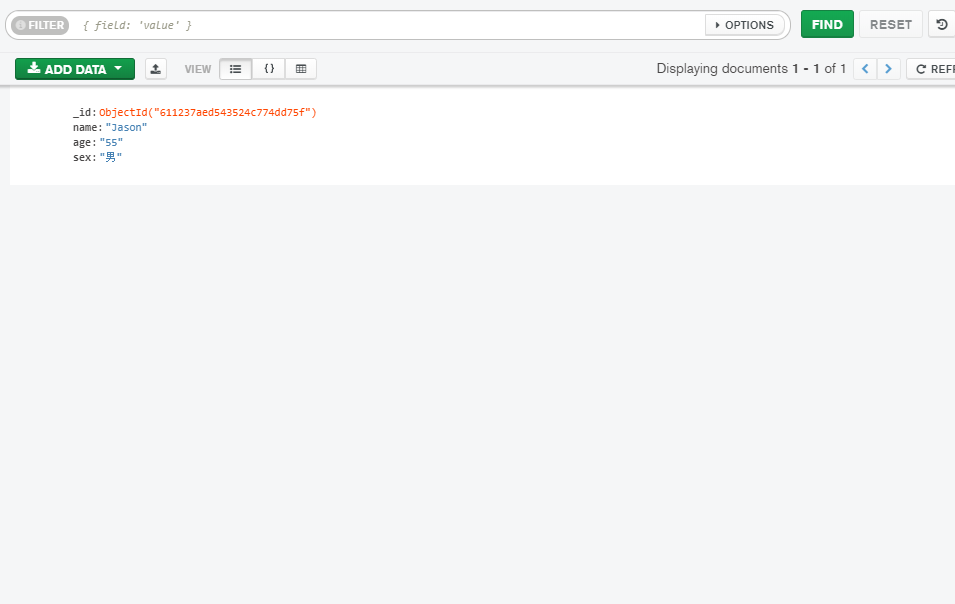 FILTER { field: 'value' } OPTIONS FIND RESET
ADD DATA VIEW { } Displaying documents 1 - 1 of 1 REF
_id: ObjectId("611237aed543524c774dd75f")
name: "Jason"
age: "55"
sex: "男"